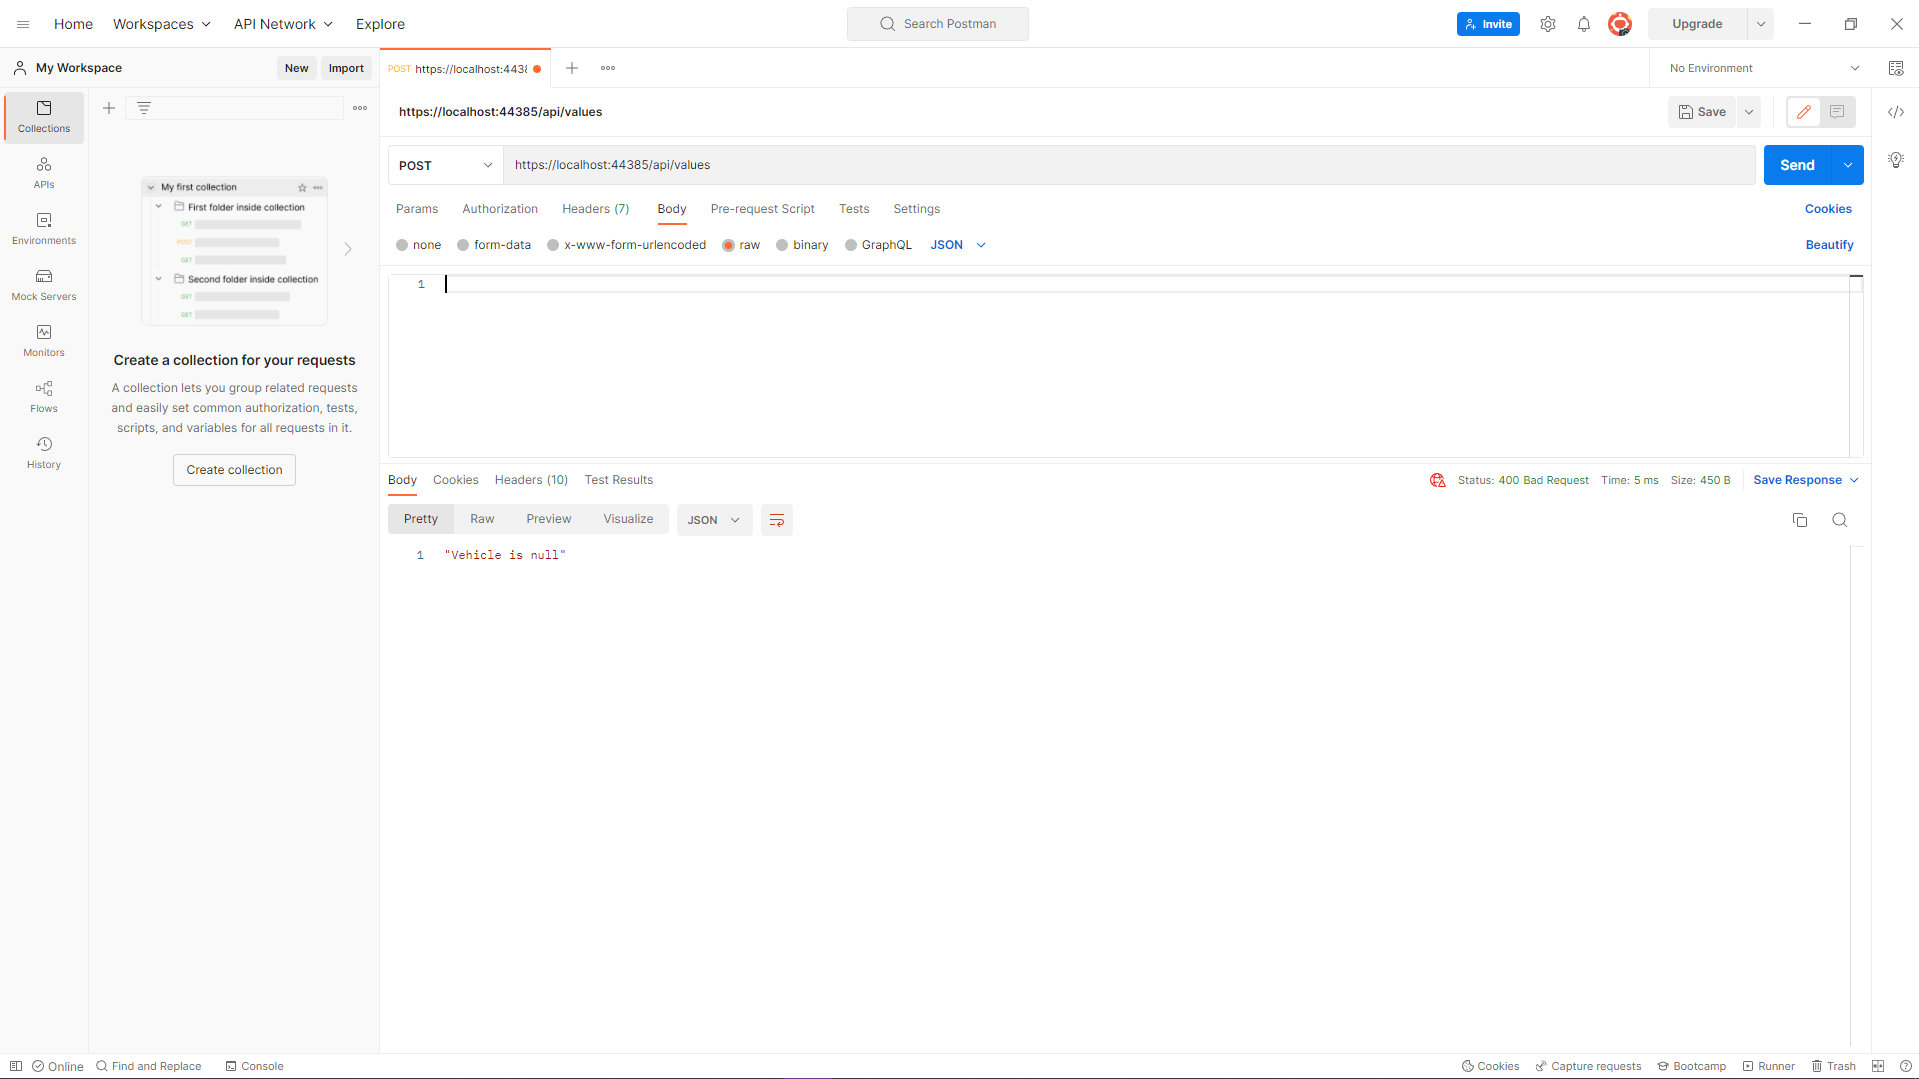 Home Workspaces API Network Explore Search Postman Invite Upgrade
My Workspace New Import POST https://localhost:4438 No Environment
Collections
APIs
Environments
Mock Servers
Monitors
Flows
History
My first collection
First folder inside collection
GET
POST
GET
Second folder inside collection
GET
GET
Create a collection for your requests
A collection lets you group related requests
and easily set common authorization, tests,
scripts, and variables for all requests in it.
Create collection
https://localhost:44385/api/values Save
POST https://localhost:44385/api/values Send
Params Authorization Headers (7) Body Pre-request Script Tests Settings Cookies
none form-data x-www-form-urlencoded raw binary GraphQL JSON Beautify
1
Body Cookies Headers (10) Test Results Status: 400 Bad Request Time: 5 ms Size: 450 B Save Response
Pretty Raw Preview Visualize JSON
1 "Vehicle is null"
Online Find and Replace Console Cookies Capture requests Bootcamp Runner Trash